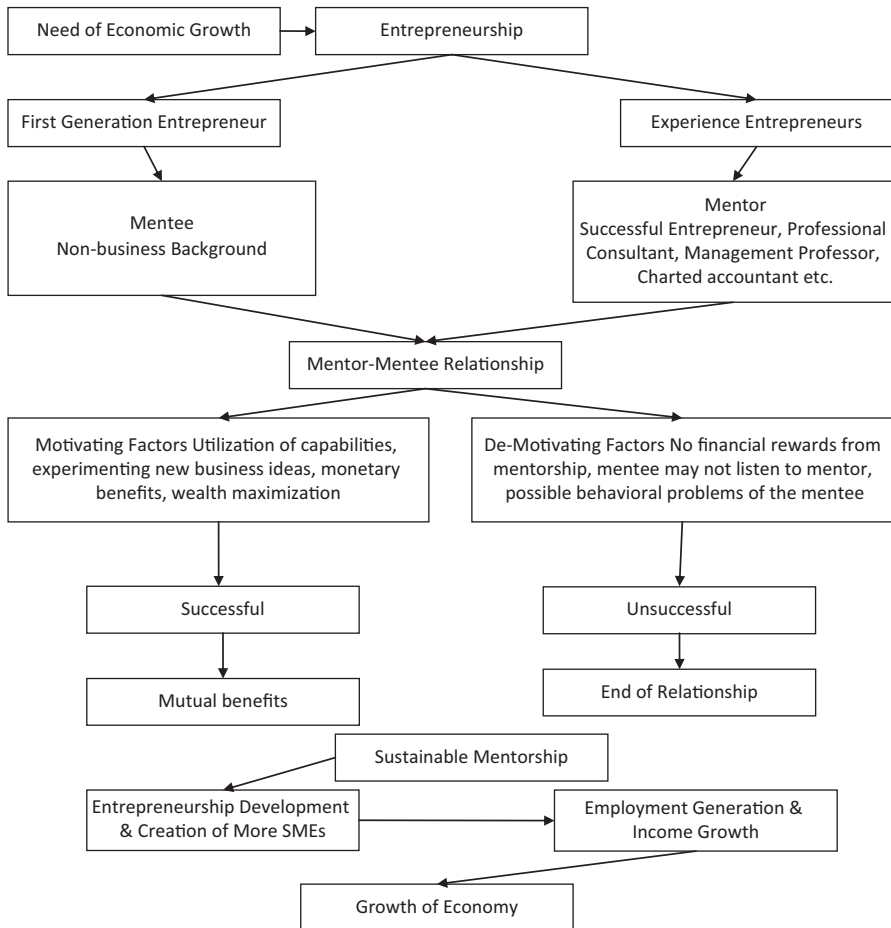 Need of Economic Growth
Entrepreneurship
First Generation Entrepreneur
Experience Entrepreneurs
Mentee
Non-business Background
Mentor
Successful Entrepreneur, Professional
Consultant, Management Professor,
Charted accountant etc.
Mentor-Mentee Relationship
Motivating Factors Utilization of capabilities,
experimenting new business ideas, monetary
benefits, wealth maximization
De-Motivating Factors No financial rewards from
mentorship, mentee may not listen to mentor,
possible behavioral problems of the mentee
Successful
Unsuccessful
Mutual benefits
End of Relationship
Sustainable Mentorship
Entrepreneurship Development
& Creation of More SMEs
Employment Generation &
Income Growth
Growth of Economy